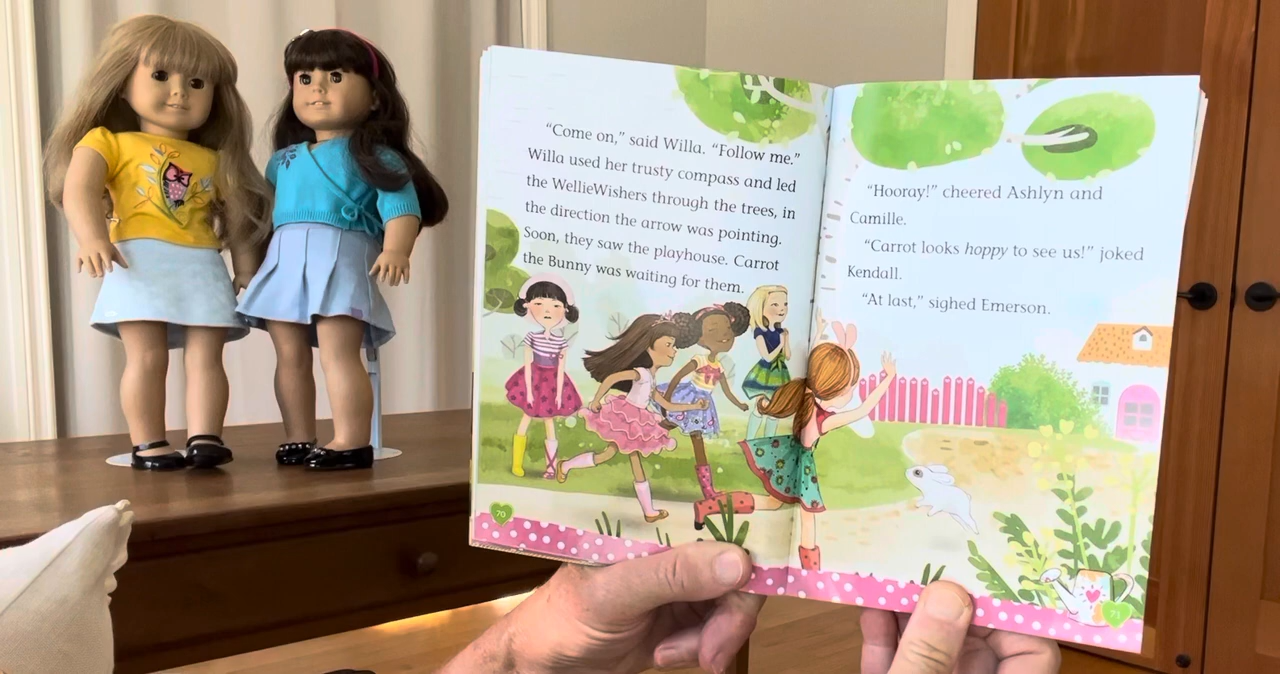 “Come on,” said Willa. “Follow me.”
Willa used her trusty compass and led
the WellieWishers through the trees, in
the direction the arrow was pointing.
Soon, they saw the playhouse. Carrot
the Bunny was waiting for them.
70
“Hooray!” cheered Ashlyn and
Camille.
“Carrot looks hoppy to see us!” joked
Kendall.
“At last,” sighed Emerson.
71